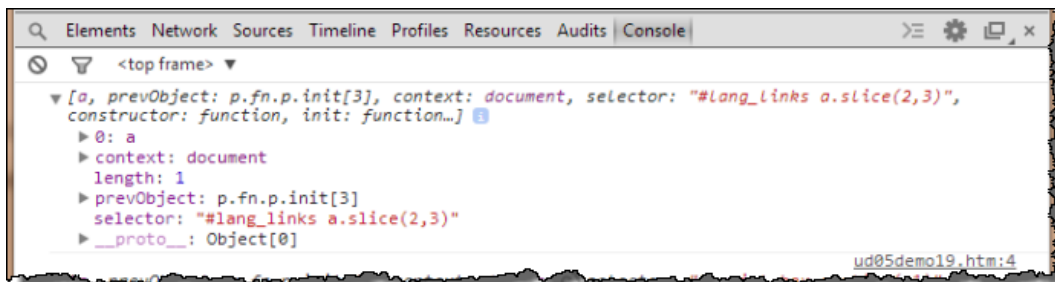 Elements Network Sources Timeline Profiles Resources Audits Console
<top frame> ▼
▼ [a, prevObject: p.fn.p.init[3], context: document, selector: "#lang_links a.slice(2,3)",
constructor: function, init: function…]
▶ 0: a
▶ context: document
length: 1
▶ prevObject: p.fn.p.init[3]
selector: "#lang_links a.slice(2,3)"
▶ __proto__: Object[0]
ud05demo19.htm:4